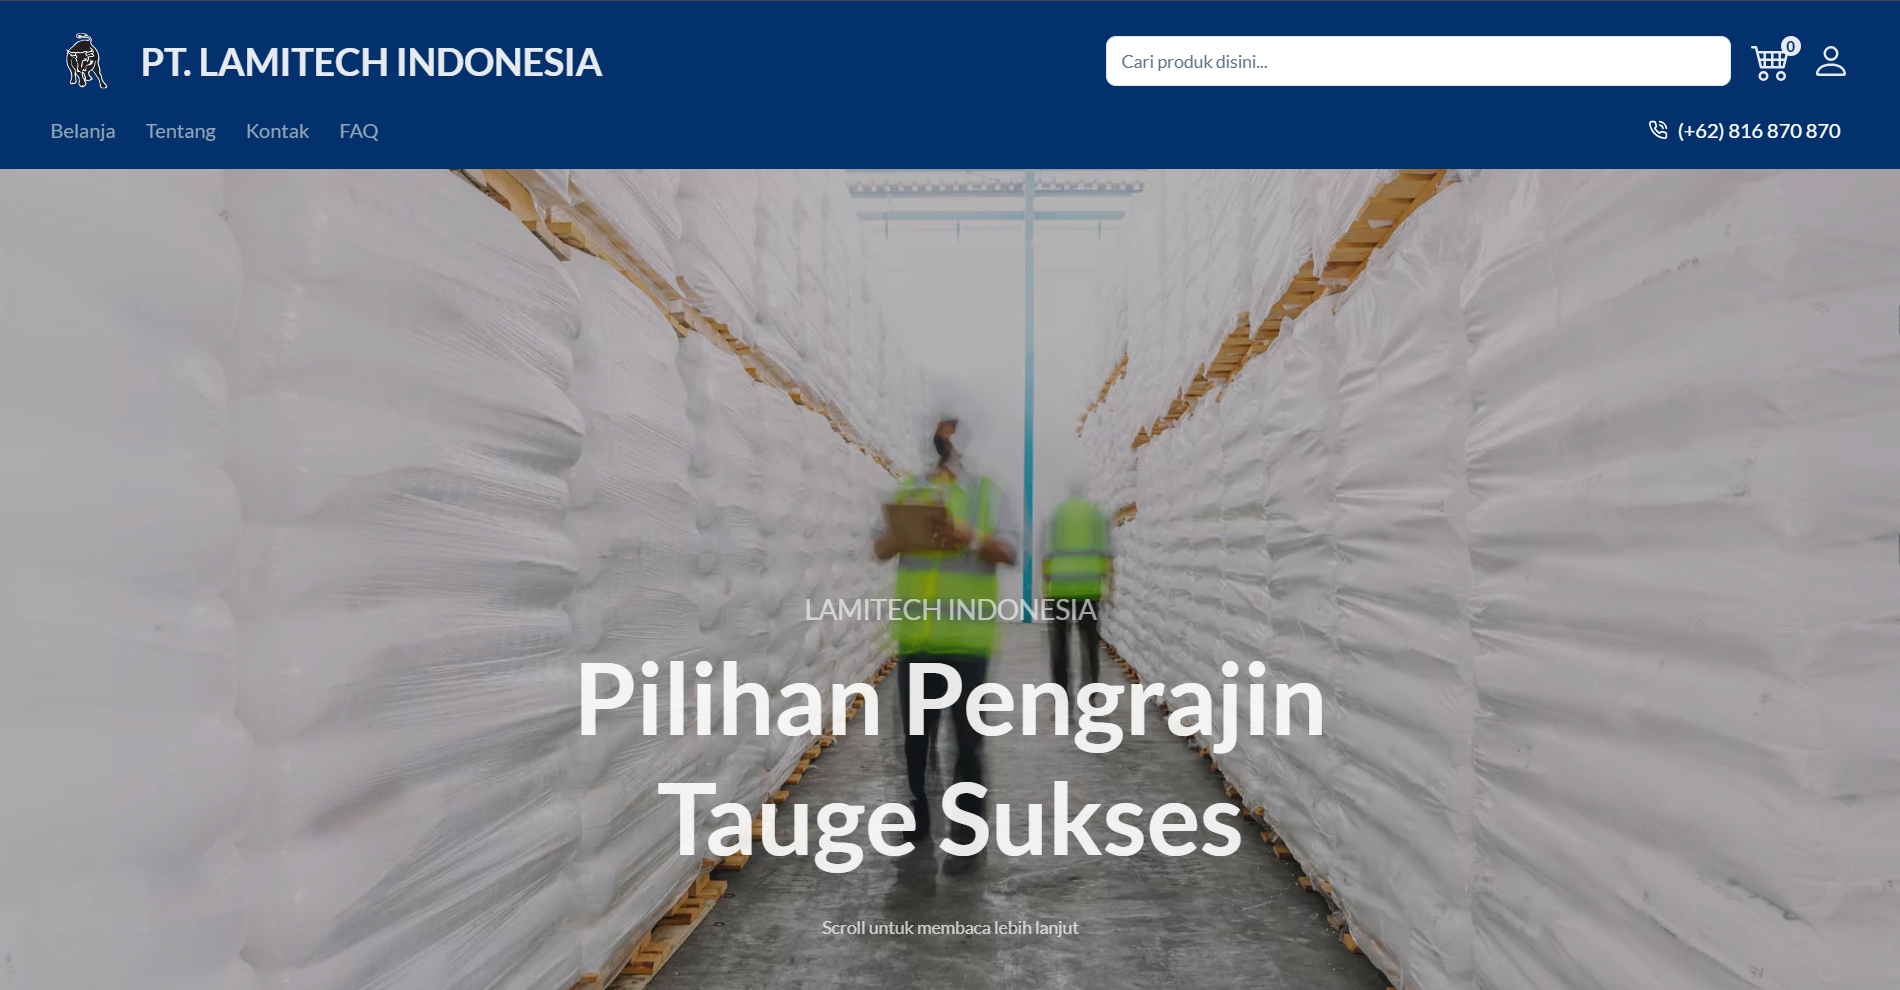 PT. LAMITECH INDONESIA
Cari produk disini...
0
Belanja
Tentang
Kontak
FAQ
(+62) 816 870 870
LAMITECH INDONESIA
Pilihan Pengrajin
Tauge Sukses
Scroll untuk membaca lebih lanjut